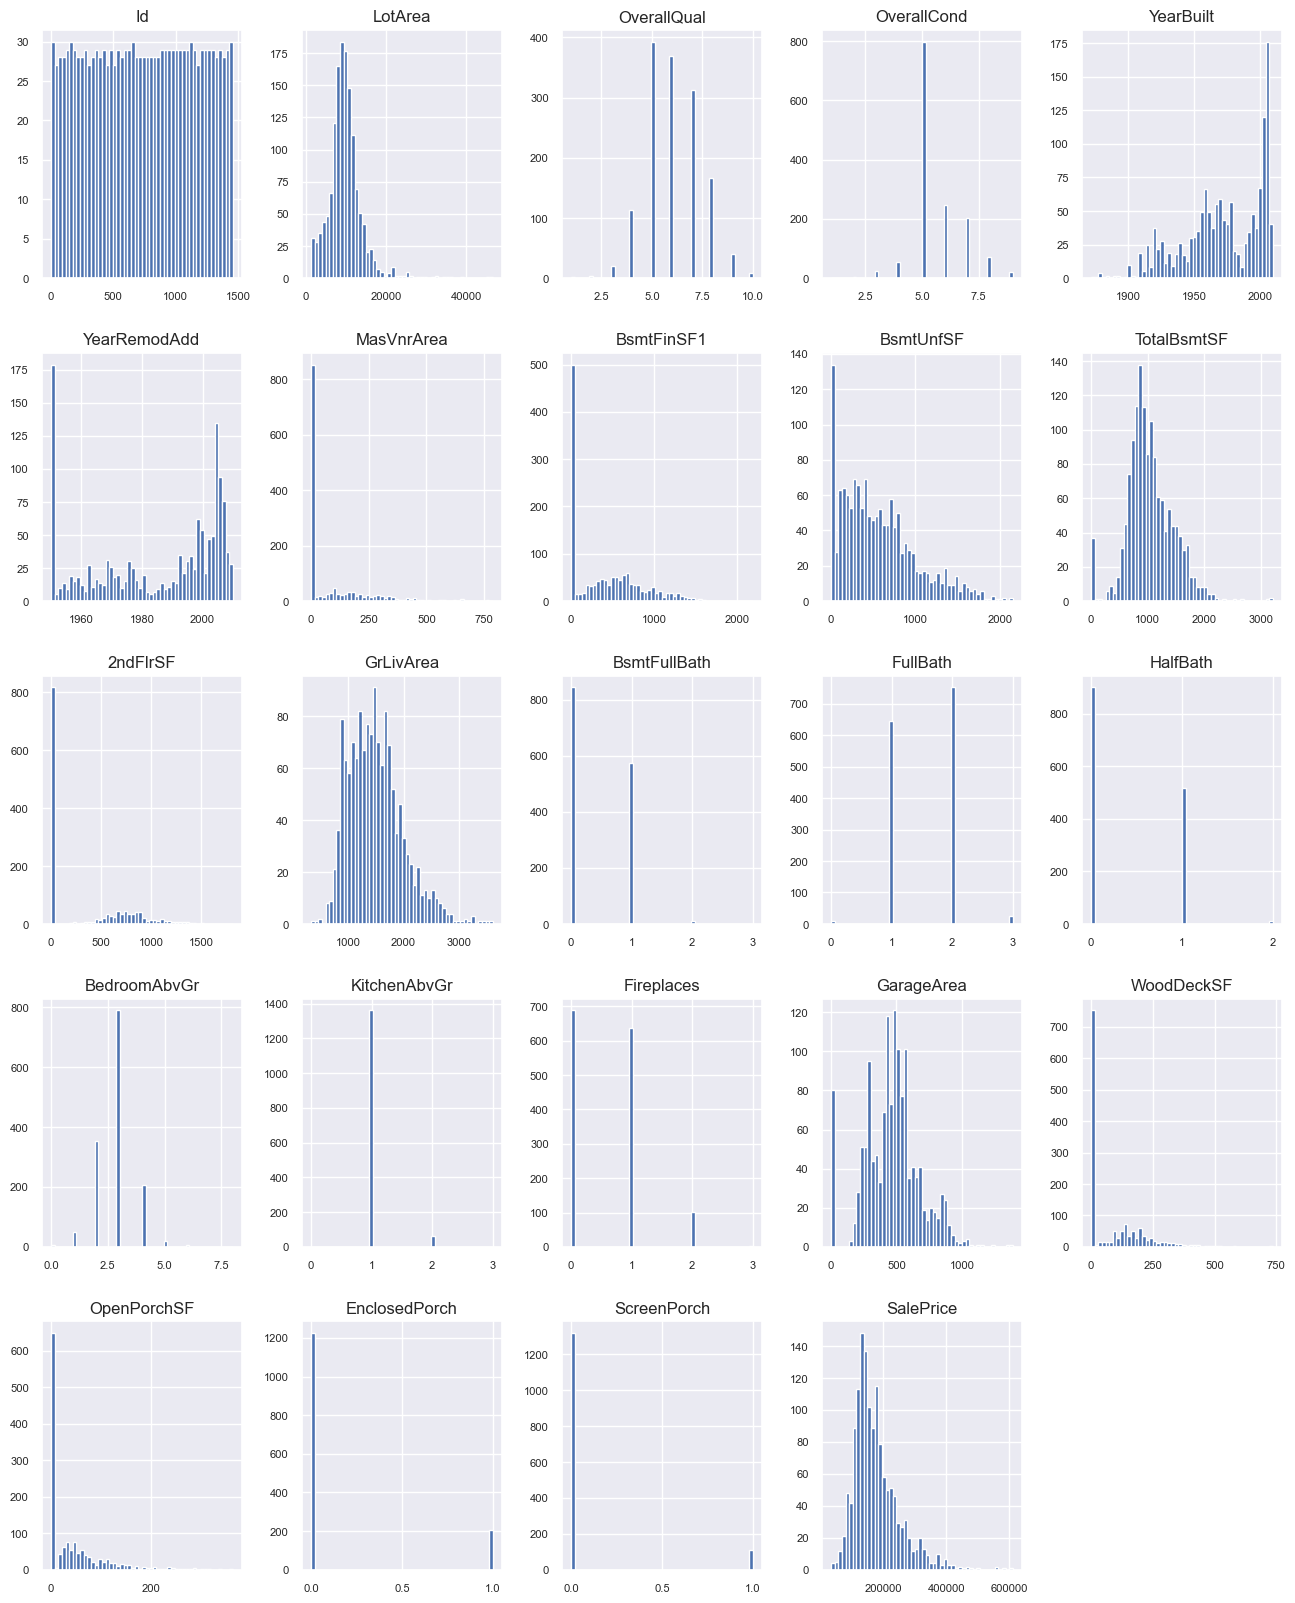 Id LotArea OverallQual OverallCond YearBuilt
30 25 20 15 10 5 0
0 500 1000 1500
175 150 125 100 75 50 25 0
0 20000 40000
400 300 200 100 0
2.5 5.0 7.5 10.0
800 600 400 200 0
2.5 5.0 7.5
175 150 125 100 75 50 25 0
1900 1950 2000
YearRemodAdd MasVnrArea BsmtFinSF1 BsmtUnfSF TotalBsmtSF
175 150 125 100 75 50 25 0
1960 1980 2000
800 600 400 200 0
0 250 500 750
500 400 300 200 100 0
0 1000 2000
140 120 100 80 60 40 20 0
0 1000 2000
140 120 100 80 60 40 20 0
0 1000 2000 3000
2ndFlrSF GrLivArea BsmtFullBath FullBath HalfBath
800 600 400 200 0
0 500 1000 1500
80 60 40 20 0
1000 2000 3000
800 600 400 200 0
0 1 2 3
700 600 500 400 300 200 100 0
0 1 2 3
800 600 400 200 0
0 1 2
BedroomAbvGr KitchenAbvGr Fireplaces GarageArea WoodDeckSF
800 600 400 200 0
0.0 2.5 5.0 7.5
1400 1200 1000 800 600 400 200 0
0 1 2 3
700 600 500 400 300 200 100 0
0 1 2 3
120 100 80 60 40 20 0
0 500 1000
700 600 500 400 300 200 100 0
0 250 500 750
OpenPorchSF EnclosedPorch ScreenPorch SalePrice
600 500 400 300 200 100 0
0 200
1200 1000 800 600 400 200 0
0.0 0.5 1.0
1200 1000 800 600 400 200 0
0.0 0.5 1.0
140 120 100 80 60 40 20 0
200000 400000 600000